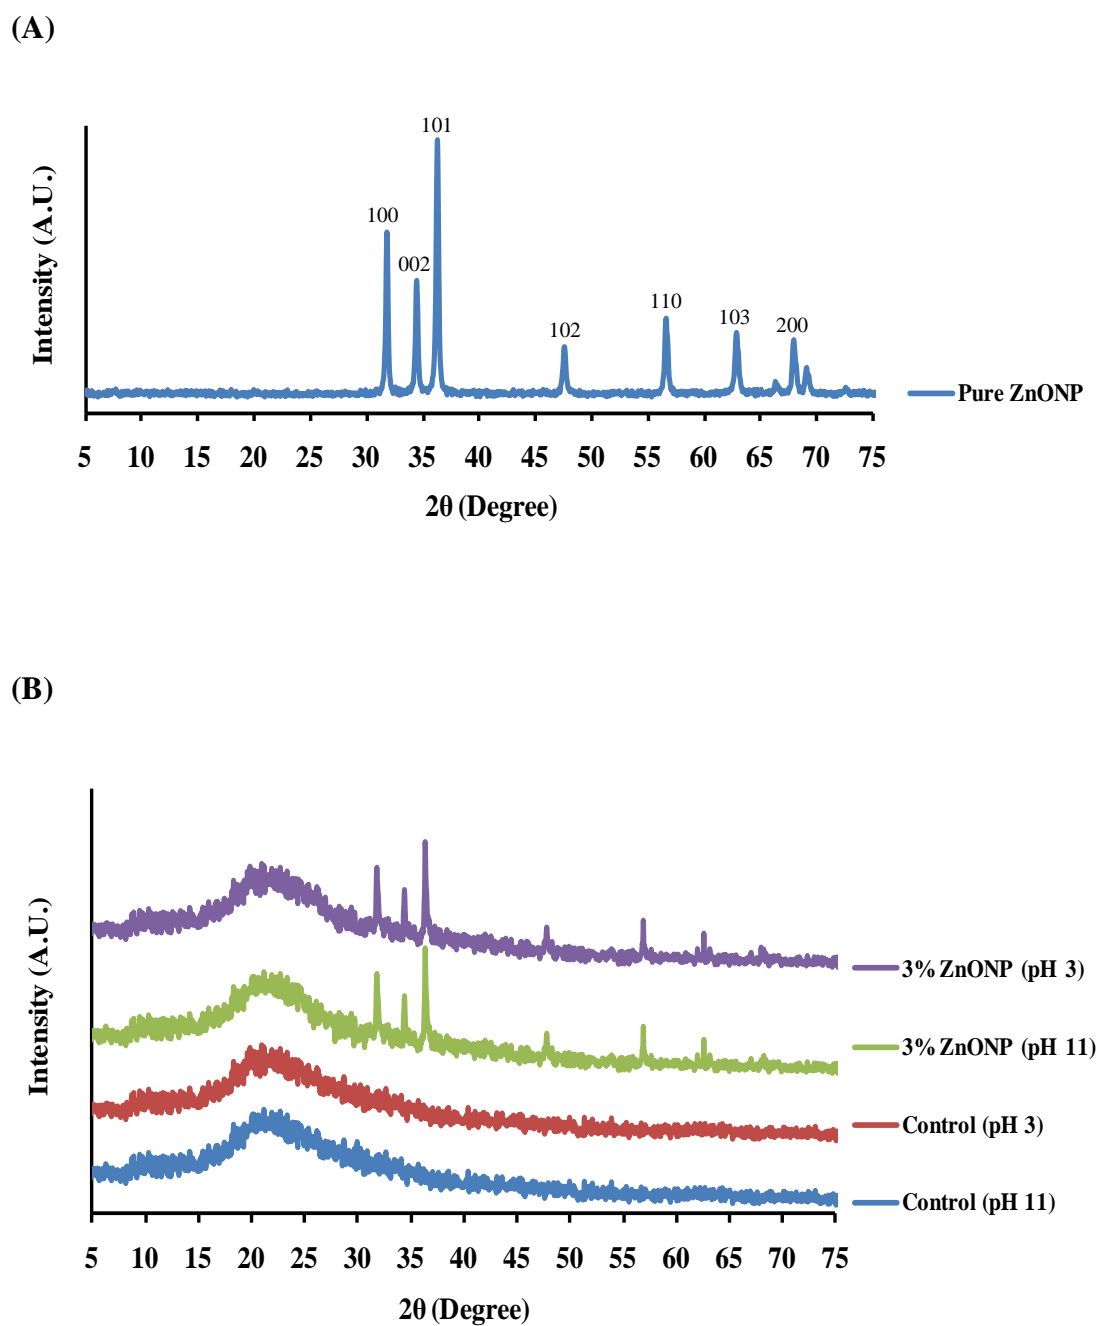 (A)
101
100
002
110
103
200
102
Intensity (A.U.)
Pure ZnONP
5 10 15 20 25 30 35 40 45 50 55 60 65 70 75
2θ (Degree)
(B)
Intensity (A.U.)
3% ZnONP (pH 3)
3% ZnONP (pH 11)
Control (pH 3)
Control (pH 11)
5 10 15 20 25 30 35 40 45 50 55 60 65 70 75
2θ (Degree)